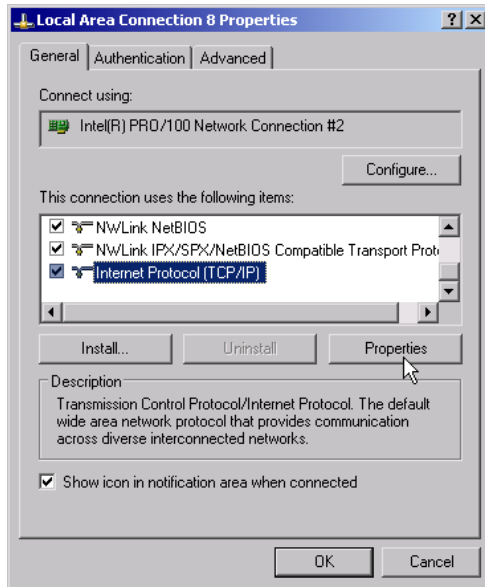 Local Area Connection 8 Properties
General Authentication Advanced
Connect using:
Intel(R) PRO/100 Network Connection #2
Configure...
This connection uses the following items:
NWLink NetBIOS
NWLink IPX/SPX/NetBIOS Compatible Transport Proto
Internet Protocol (TCP/IP)
Install... Uninstall Properties
Description
Transmission Control Protocol/Internet Protocol. The default
wide area network protocol that provides communication
across diverse interconnected networks.
Show icon in notification area when connected
OK Cancel